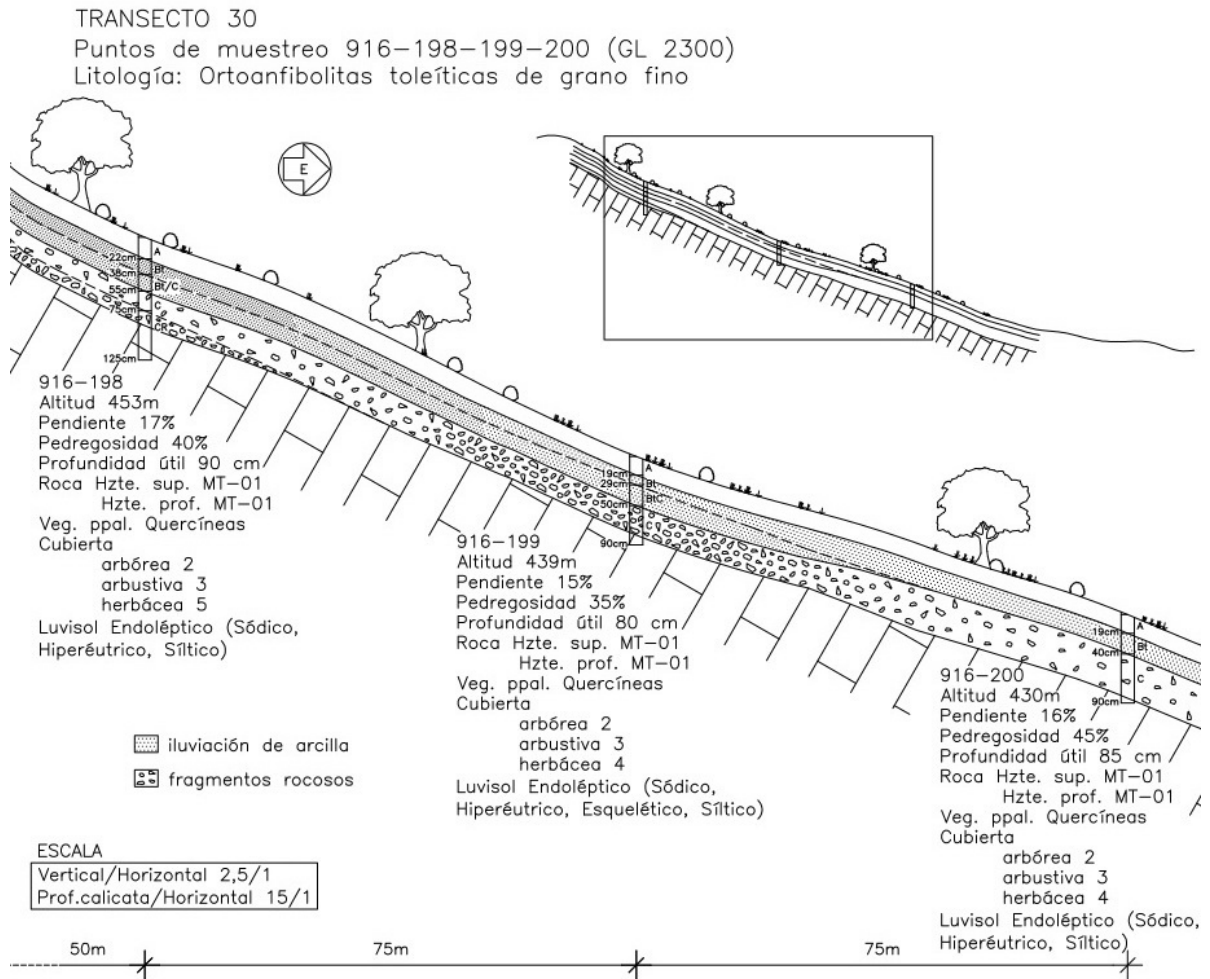 TRANSECTO 30
Puntos de muestreo 916-198-199-200 (GL 2300)
Litología: Ortoanfibolitas toleíticas de grano fino
E
A
22cm
Bt
38cm
Bt/C
55cm
C
75cm
CR
125cm
916-198
Altitud 453m
Pendiente 17%
Pedregosidad 40%
Profundidad útil 90 cm
Roca Hzte. sup. MT-01
Hzte. prof. MT-01
Veg. ppal. Quercíneas
Cubierta
arbórea 2
arbustiva 3
herbácea 5
Luvisol Endoléptico (Sódico,
Hiperéutrico, Síltico)
A
19cm
Bt
29cm
BtC
50cm
C
90cm
916-199
Altitud 439m
Pendiente 15%
Pedregosidad 35%
Profundidad útil 80 cm
Roca Hzte. sup. MT-01
Hzte. prof. MT-01
Veg. ppal. Quercíneas
Cubierta
arbórea 2
arbustiva 3
herbácea 4
Luvisol Endoléptico (Sódico,
Hiperéutrico, Esquelético, Síltico)
A
19cm
Bt
40cm
C
90cm
916-200
Altitud 430m
Pendiente 16%
Pedregosidad 45%
Profundidad útil 85 cm
Roca Hzte. sup. MT-01
Hzte. prof. MT-01
Veg. ppal. Quercíneas
Cubierta
arbórea 2
arbustiva 3
herbácea 4
Luvisol Endoléptico (Sódico,
Hiperéutrico, Síltico)
iluviación de arcilla
fragmentos rocosos
ESCALA
Vertical/Horizontal 2,5/1
Prof.calicata/Horizontal 15/1
50m
75m
75m